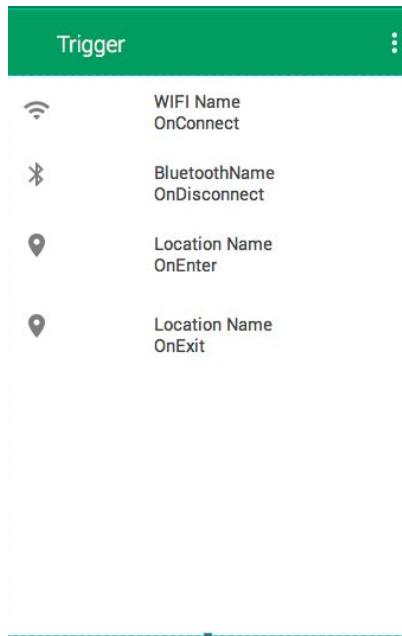 Trigger
WIFI Name
OnConnect
BluetoothName
OnDisconnect
Location Name
OnEnter
Location Name
OnExit